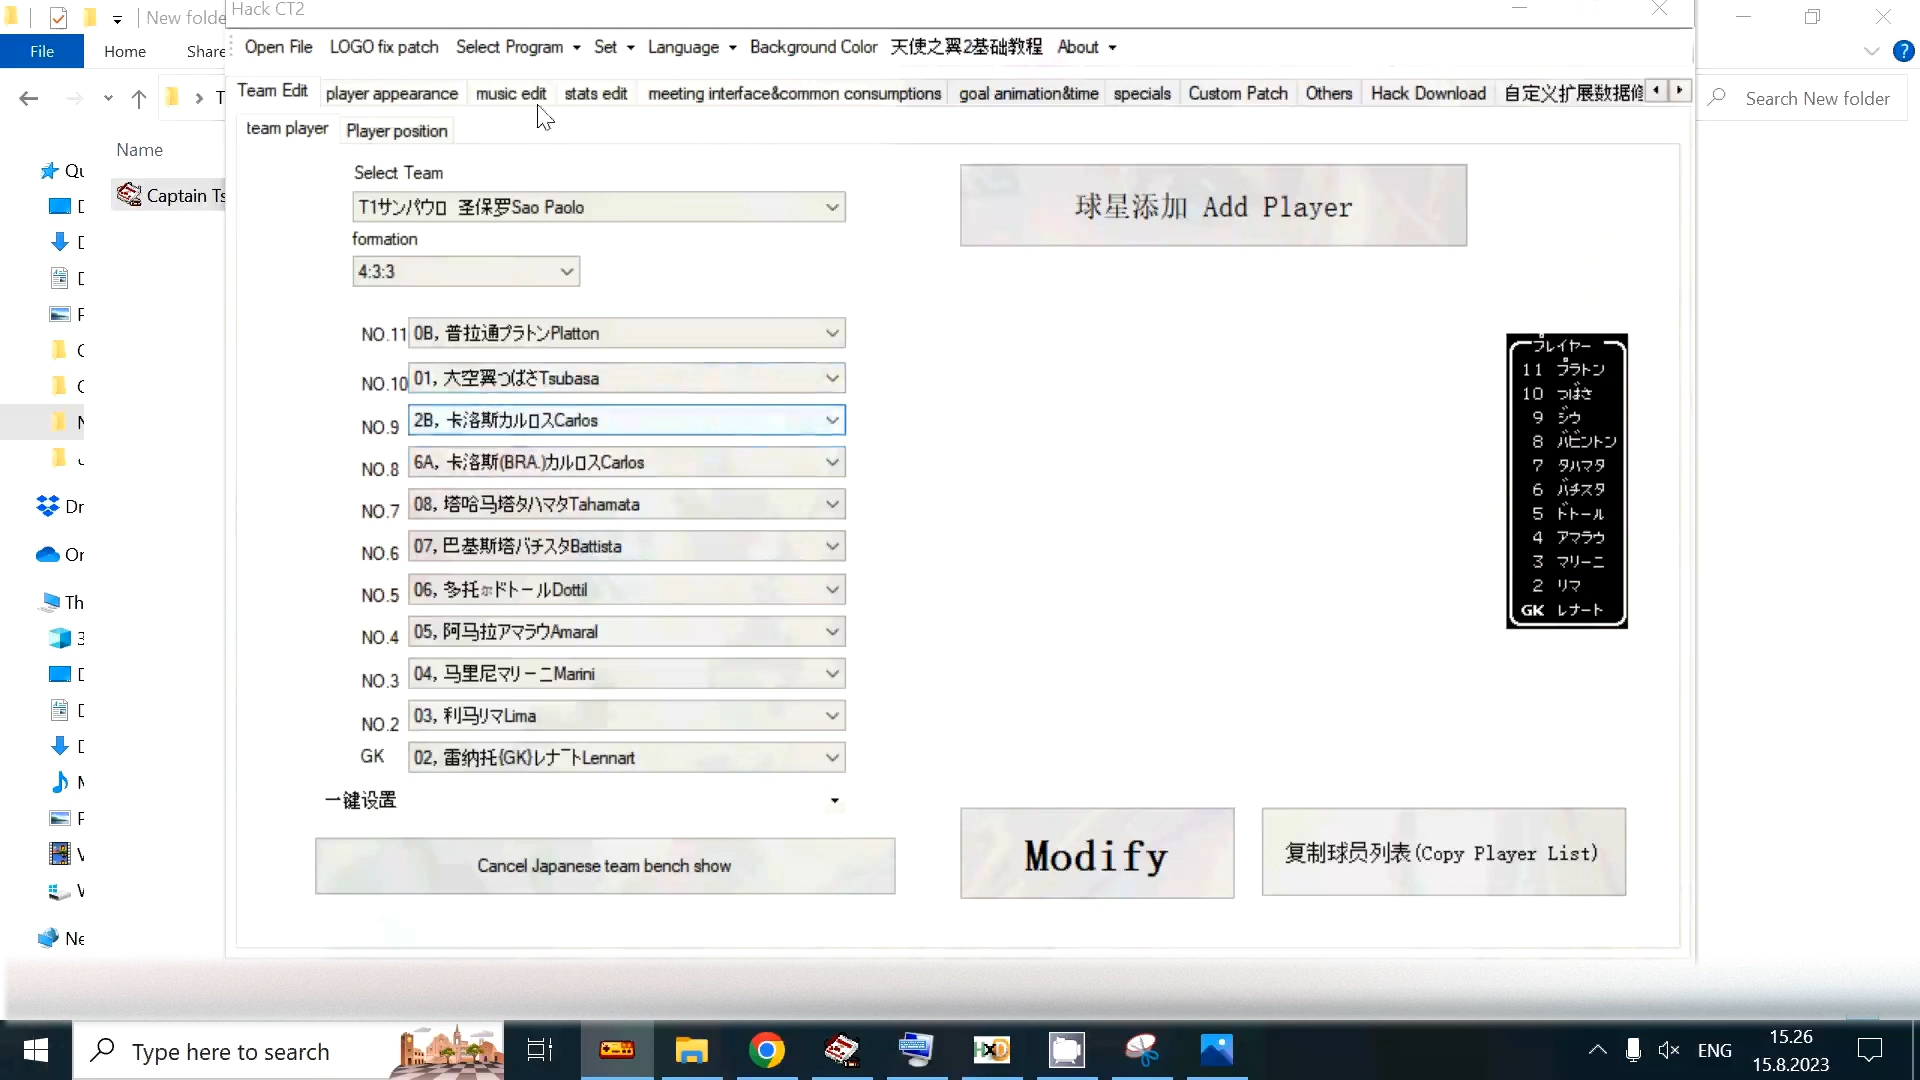 New folde
Hack CT2
File
Home
Share
Open File
LOGO fix patch
Select Program
Set
Language
Background Color
天使之翼2基础教程
About
?
Team Edit
player appearance
music edit
stats edit
meeting interface&common consumptions
goal animation&time
specials
Custom Patch
Others
Hack Download
自定义扩展数据修
T
Search New folder
team player
Player position
Name
Captain Ts
Qu
Dr
Or
Th
Ne
Select Team
T1サンパウロ 圣保罗Sao Paolo
formation
4:3:3
球星添加 Add Player
NO.11 0B, 普拉通プラトンPlatton
NO.10 01, 大空翼つばさTsubasa
NO.9 2B, 卡洛斯カルロスCarlos
NO.8 6A, 卡洛斯(BRA.)カルロスCarlos
NO.7 08, 塔哈马塔タハマタTahamata
NO.6 07, 巴基斯塔バチスタBattista
NO.5 06, 多托尔ドトールDottil
NO.4 05, 阿马拉アマラウAmaral
NO.3 04, 马里尼マリーニMarini
NO.2 03, 利马リマLima
GK 02, 雷纳托{GK}レナートLennart
一键设置
Cancel Japanese team bench show
プレイヤー
11 プラトン
10 つばさ
9 ジウ
8 バビントン
7 タハマタ
6 バチスタ
5 ドトール
4 アマラウ
3 マリーニ
2 リマ
GK レナート
Modify
复制球员列表(Copy Player List)
Type here to search
HxD
ENG
15.26
15.8.2023